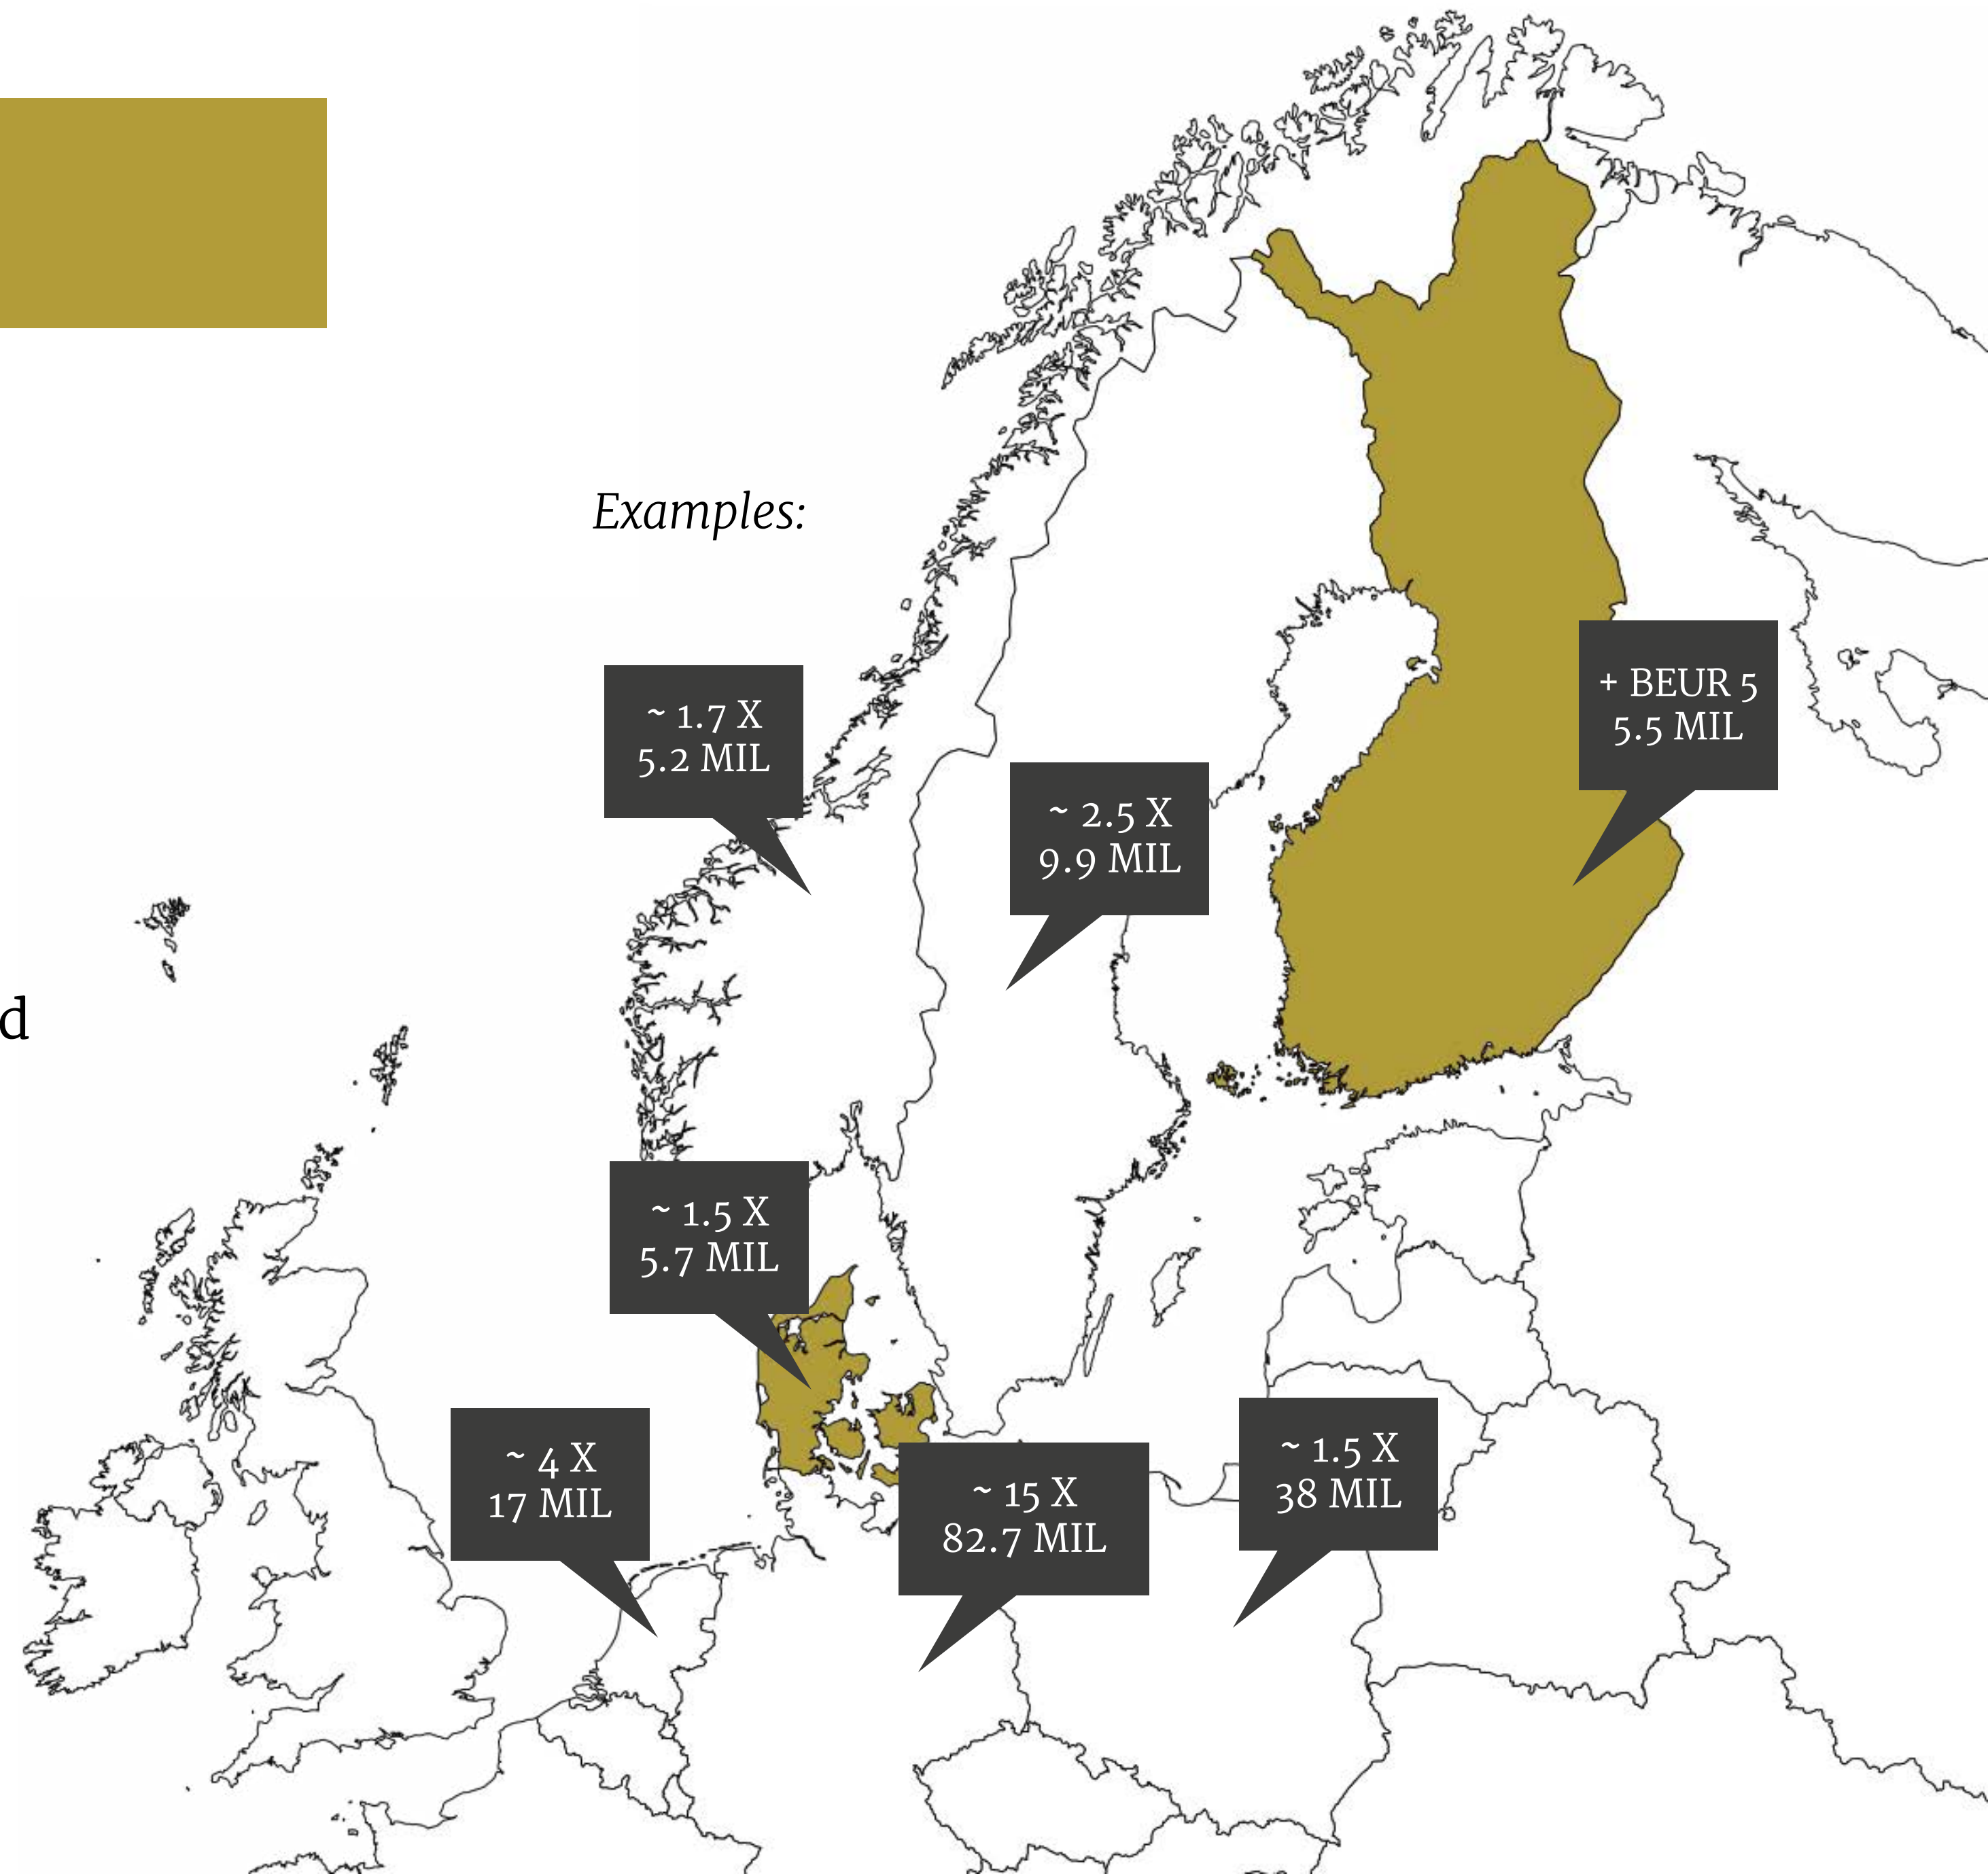 Examples:
+ BEUR 5
5.5 MIL
~ 1.7 X
5.2 MIL
~ 2.5 X
9.9 MIL
d
~ 1.5 X
5.7 MIL
~ 4 X
17 MIL
~ 15 X
82.7 MIL
~ 1.5 X
38 MIL